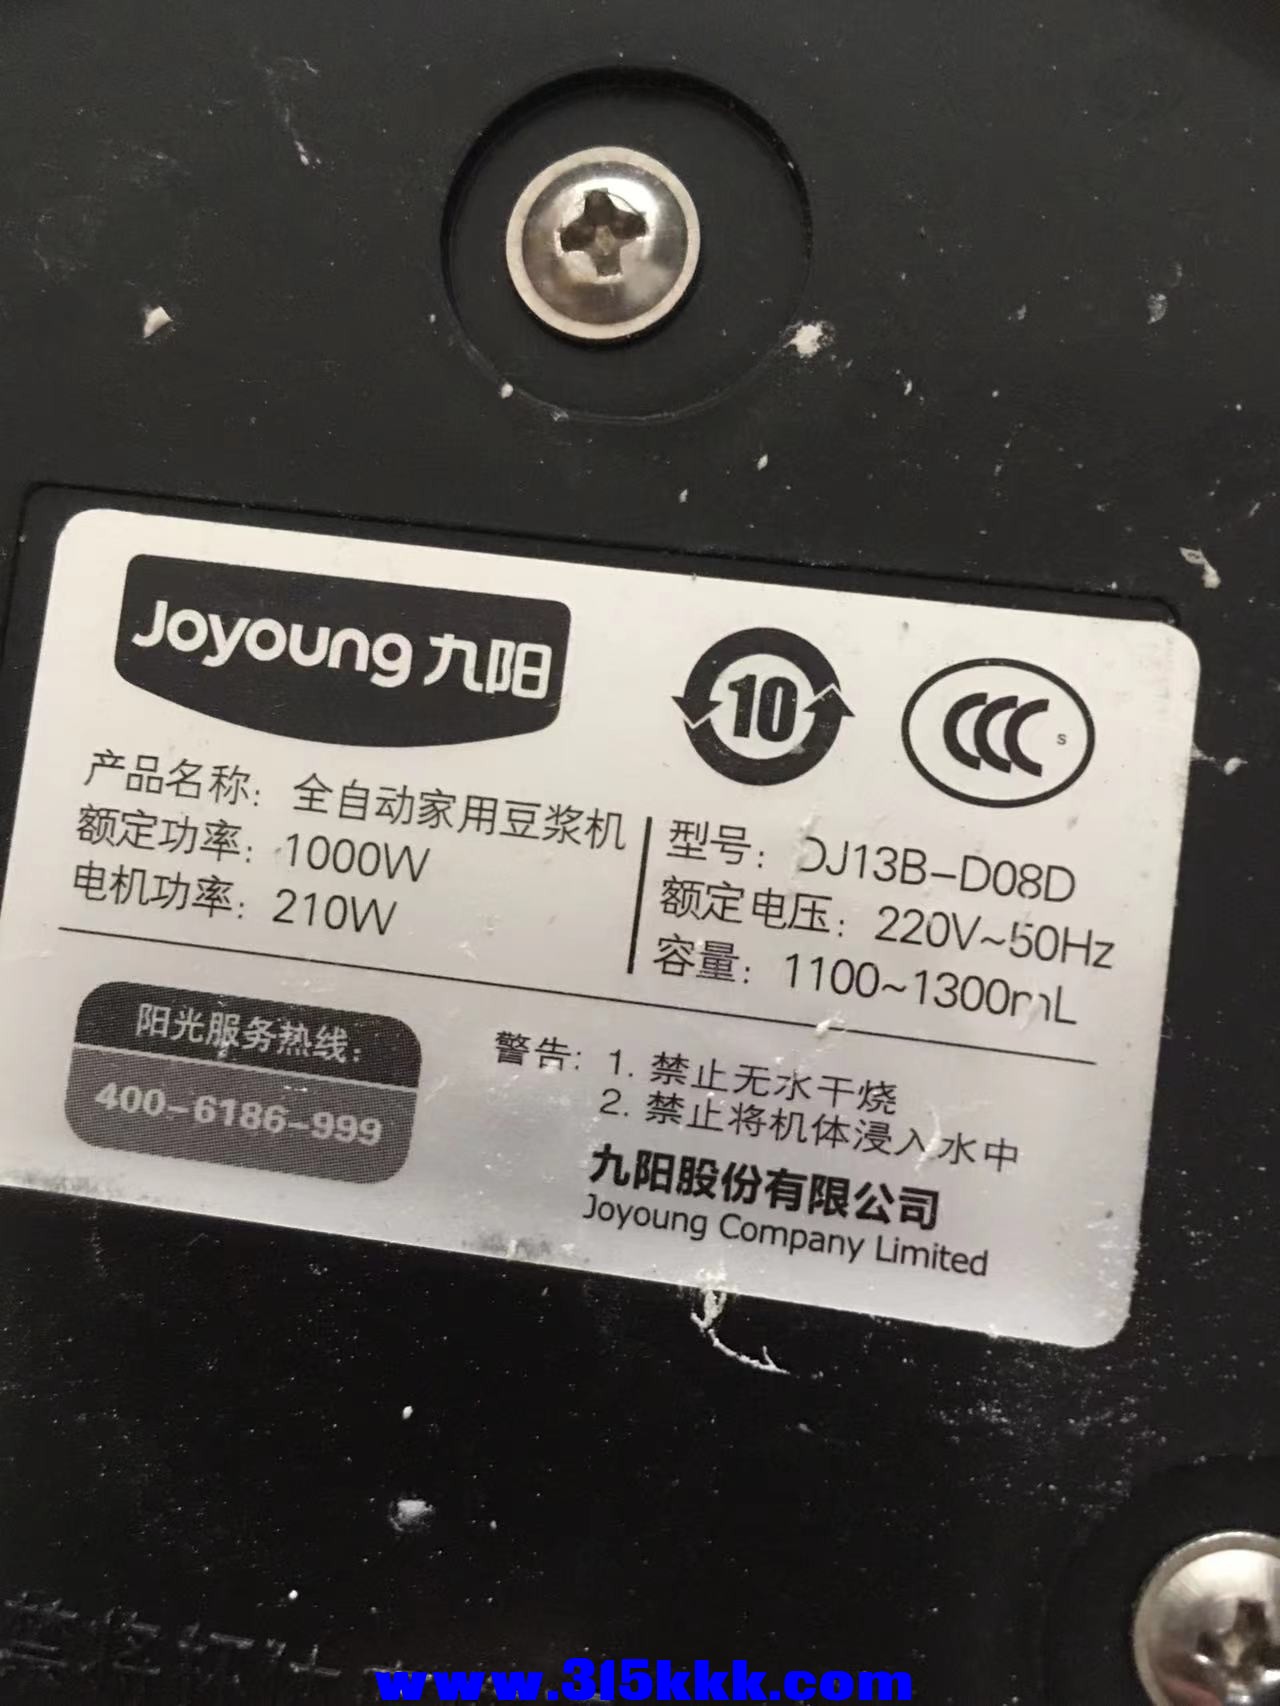 Joyoung 九阳
10
CCC S
产品名称: 全自动家用豆浆机
额定功率: 1000W
电机功率: 210W
型号: DJ13B-D08D
额定电压: 220V~50Hz
容量: 1100~1300mL
阳光服务热线:
400-6186-999
警告: 1. 禁止无水干烧
2. 禁止将机体浸入水中
九阳股份有限公司
Joyoung Company Limited
www.315kkk.com